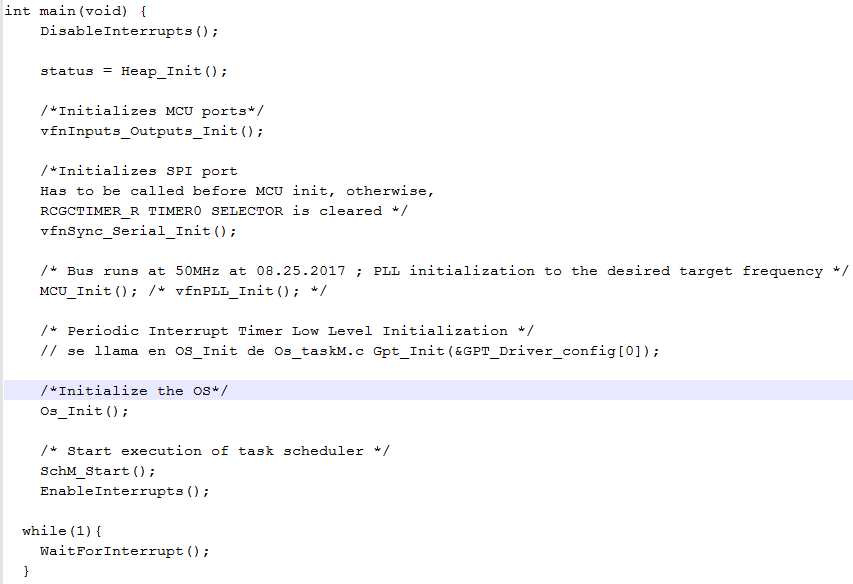 int main(void) {
DisableInterrupts();
status = Heap_Init();
/*Initializes MCU ports*/
vfnInputs_Outputs_Init();
/*Initializes SPI port
Has to be called before MCU init, otherwise,
RCGCTIMER_R TIMER0 SELECTOR is cleared */
vfnSync_Serial_Init();
/* Bus runs at 50MHz at 08.25.2017 ; PLL initialization to the desired target frequency */
MCU_Init(); /* vfnPLL_Init(); */
/* Periodic Interrupt Timer Low Level Initialization */
// se llama en OS_Init de Os_taskM.c Gpt_Init(&GPT_Driver_config[0]);
/*Initialize the OS*/
Os_Init();
/* Start execution of task scheduler */
SchM_Start();
EnableInterrupts();
while(1){
WaitForInterrupt();
}